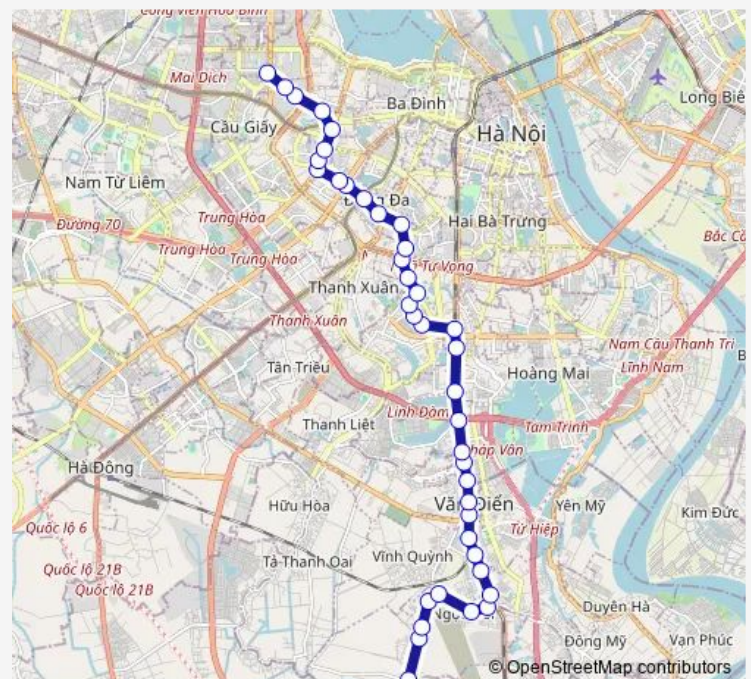 Mai Dịch
Ba Đình
Long Biê
Cầu Giấy
Hà Nội
Nam Từ Liêm
Trung Hòa
Hai Bà Trưng
Đường 70
Trung Hòa
Trung Hòa
Bắc Cầ
Tư Vọng
Thanh Xuân
Thanh Xuân
Nam Cầu Thanh Trì
Lĩnh Nam
Tân Triều
Hoàng Mai
Linh Đàm
Thanh Liệt
Tam Trinh
Hà Đông
Hữu Hòa
Yên Mỹ
Kim Đức
Quốc lộ 6
Từ Hiệp
Tả Thanh Oai
Vĩnh Quỳnh
Quốc lộ 21B
Quốc lộ 21B
Duyên Hà
Đông Mỹ
Vạn Phúc
© OpenStreetMap contributors